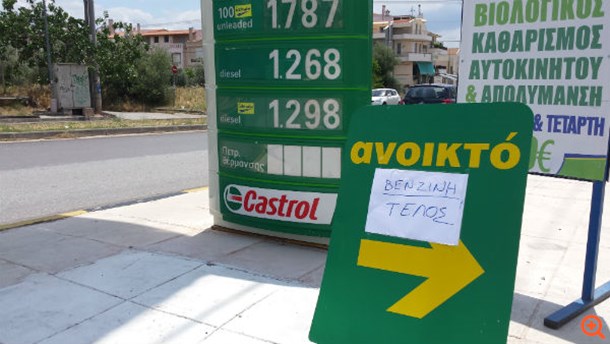 100
unleaded
1.787
diesel
1.268
diesel
1.298
Πετρ.
Θέρμανσης
Castrol
ανοικτό
ΒΕΝΖΙΝΗ
ΤΕΛΟΣ
ΒΙΟΛΟΓΙΚΟΣ
ΚΑΘΑΡΙΣΜΟΣ
ΑΥΤΟΚΙΝΗΤΟΥ
& ΑΠΟΛΥΜΑΝΣΗ
& ΤΕΤΑΡΤΗ
€